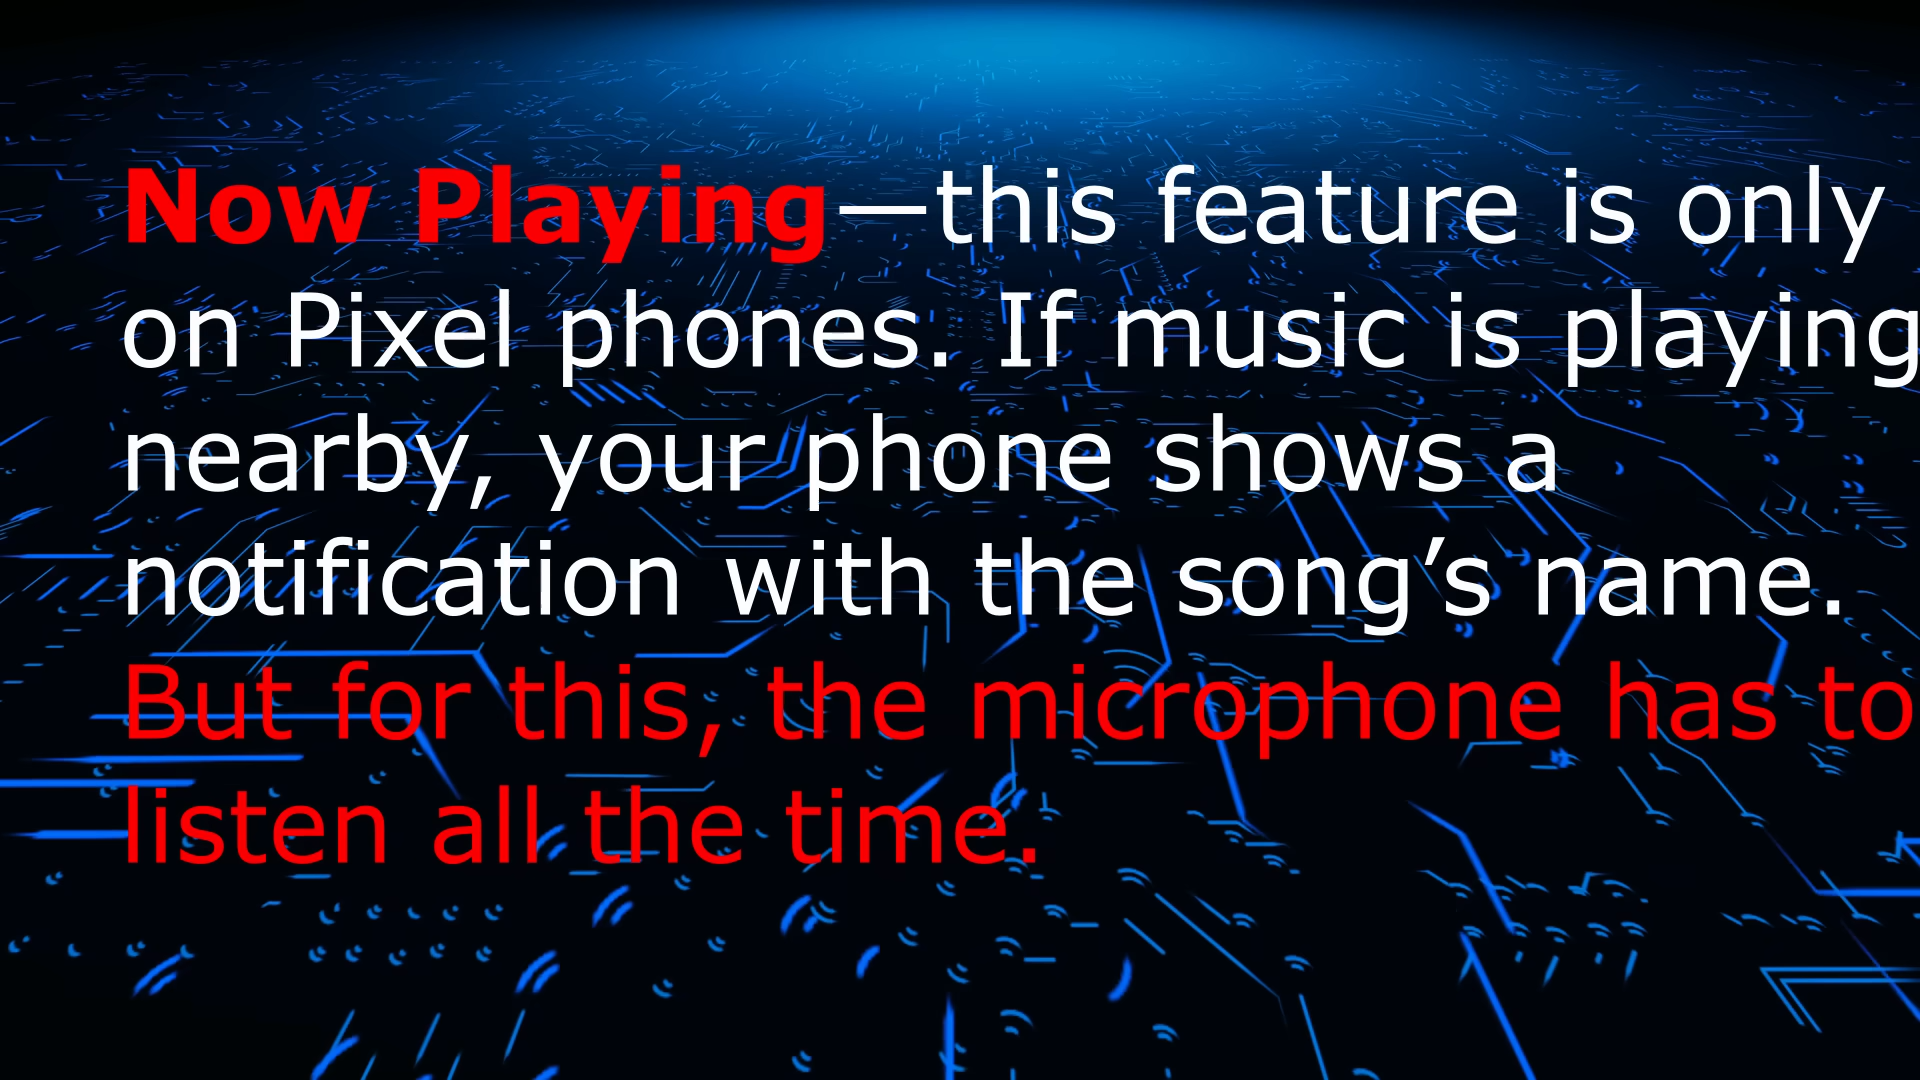 Now Playing—this feature is only
on Pixel phones. If music is playing
nearby, your phone shows a
notification with the song’s name.
But for this, the microphone has to
listen all the time.